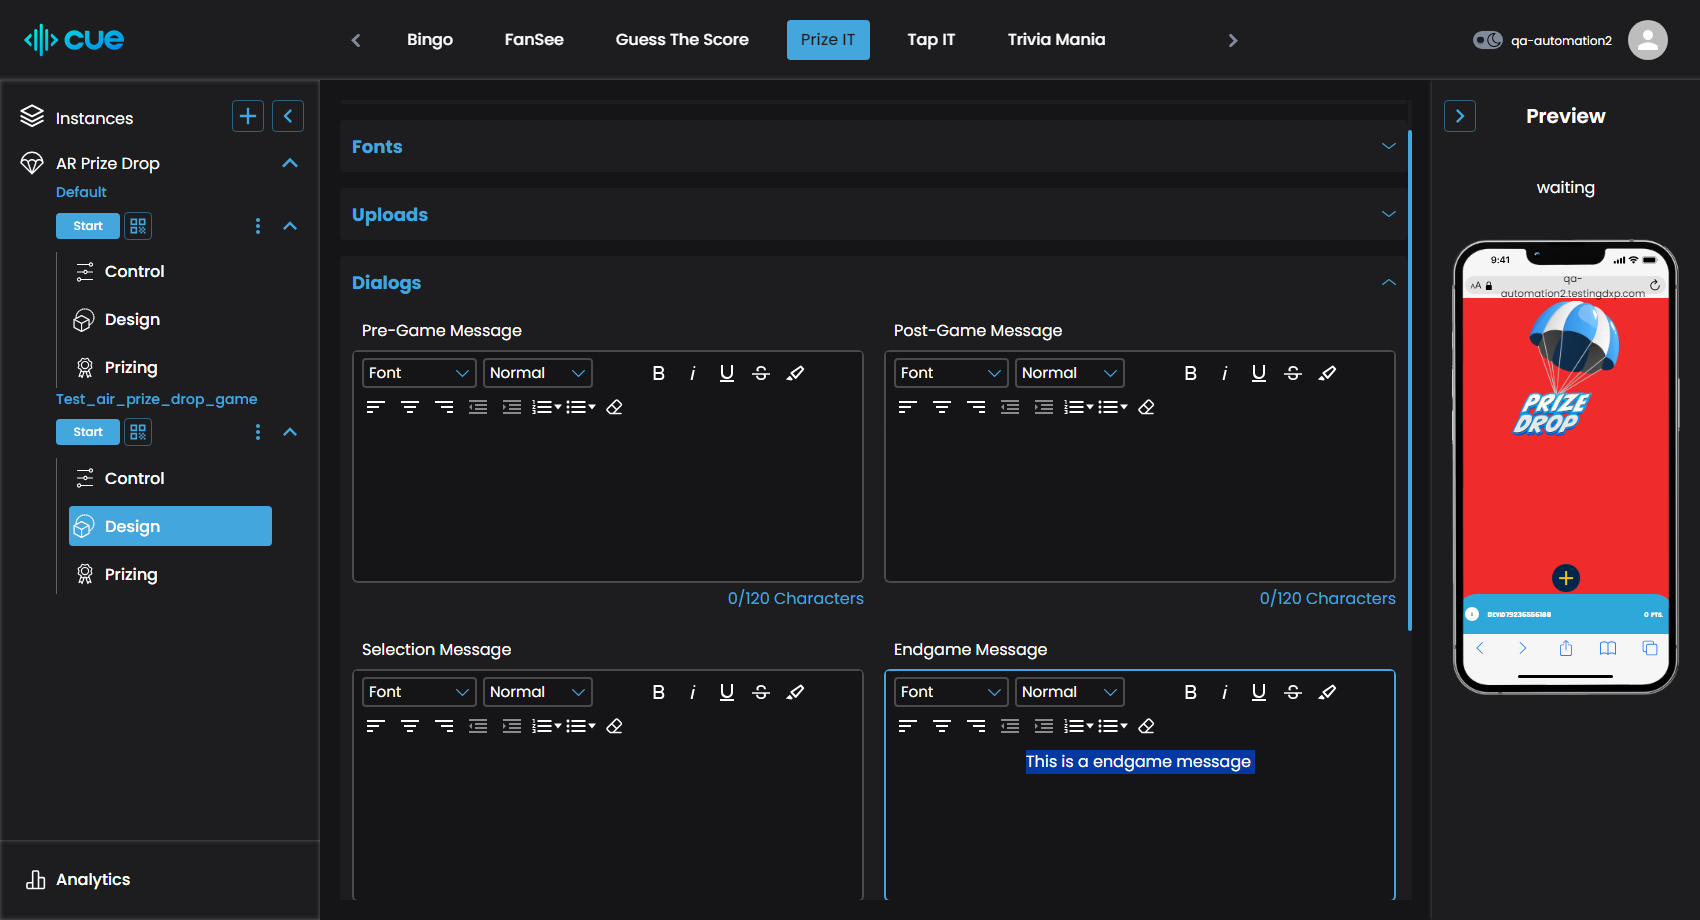 cue
Bingo
FanSee
Guess The Score
Prize IT
Tap IT
Trivia Mania
qa-automation2
Instances
AR Prize Drop
Default
Start
Control
Design
Prizing
Test_air_prize_drop_game
Start
Control
Design
Prizing
Analytics
Fonts
Uploads
Dialogs
Pre-Game Message
Font
Normal
B i U S
0/120 Characters
Post-Game Message
Font
Normal
B i U S
0/120 Characters
Selection Message
Font
Normal
B i U S
Endgame Message
Font
Normal
B i U S
This is a endgame message
Preview
waiting
9:41
AA
qa-
automation2.testingdxp.com
PRIZE
DROP
0 PTS.